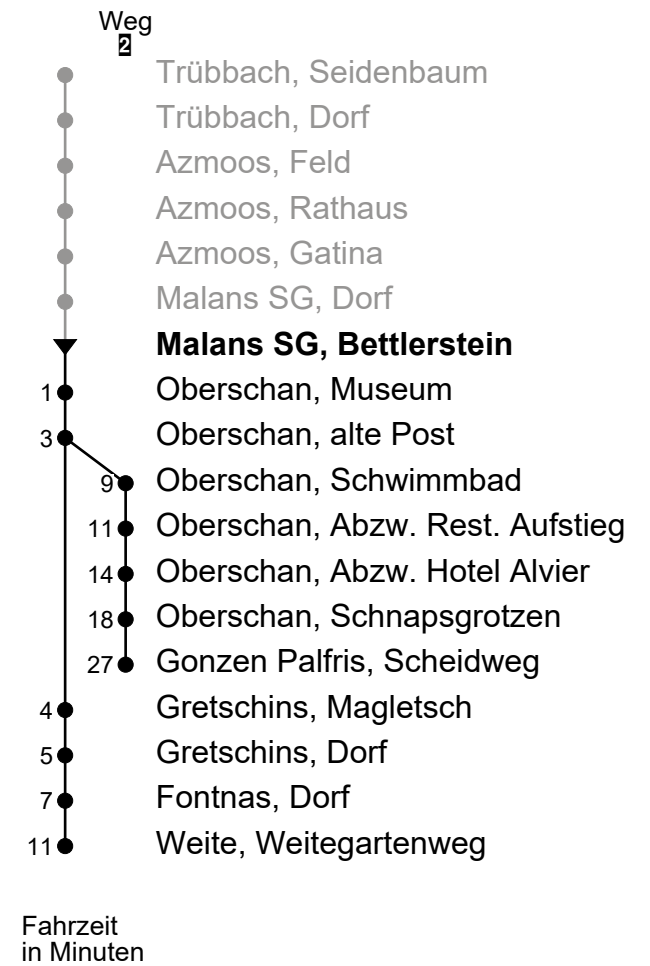 Weg
2
Trübbach, Seidenbaum
Trübbach, Dorf
Azmoos, Feld
Azmoos, Rathaus
Azmoos, Gatina
Malans SG, Dorf
Malans SG, Bettlerstein
1 Oberschan, Museum
3 Oberschan, alte Post
9 Oberschan, Schwimmbad
11 Oberschan, Abzw. Rest. Aufstieg
14 Oberschan, Abzw. Hotel Alvier
18 Oberschan, Schnapsgrotzen
27 Gonzen Palfris, Scheidweg
4 Gretschins, Magletsch
5 Gretschins, Dorf
7 Fontnas, Dorf
11 Weite, Weitegartenweg
Fahrzeit
in Minuten